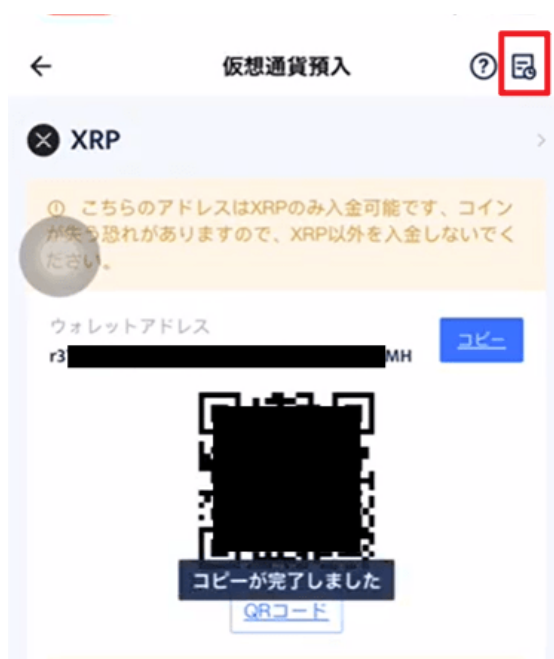 仮想通貨預入
XRP
こちらのアドレスはXRPのみ入金可能です、コイン
が失う恐れがありますので、XRP以外を入金しないでく
ださい。
ウォレットアドレス
コピー
r3 MH
コピーが完了しました
QRコード